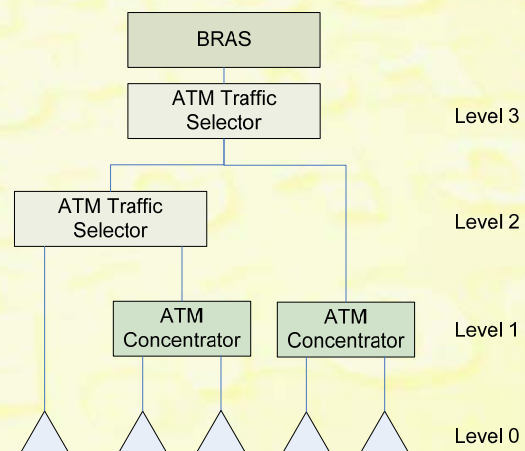 BRAS
ATM Traffic
Selector
Level 3
ATM Traffic
Selector
Level 2
ATM
Concentrator
ATM
Concentrator
Level 1
Level 0